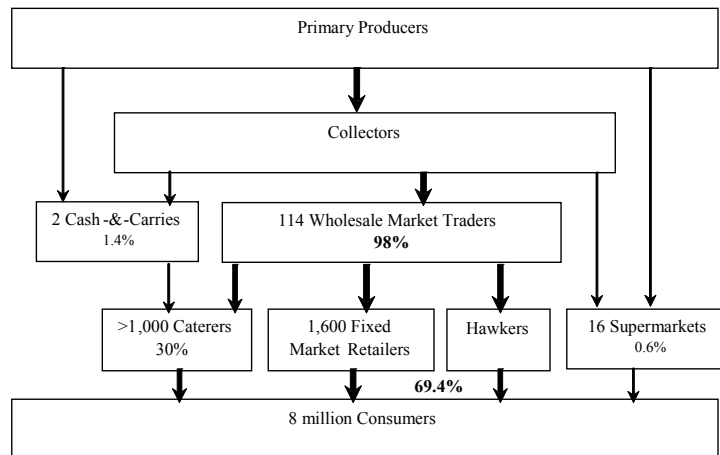 Primary Producers
Collectors
2 Cash -&-Carries
1.4%
114 Wholesale Market Traders
98%
>1,000 Caterers
30%
1,600 Fixed
Market Retailers
Hawkers
16 Supermarkets
0.6%
69.4%
8 million Consumers